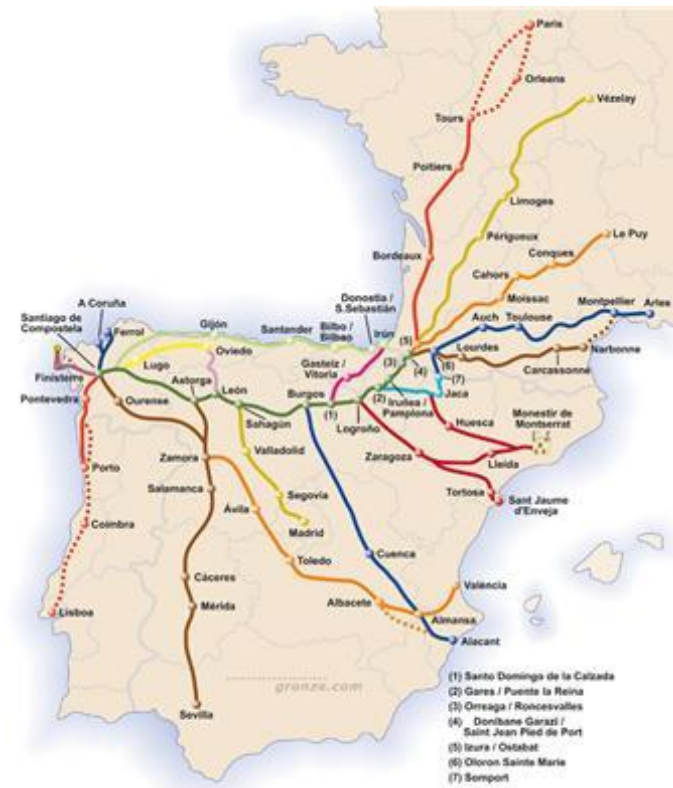 Paris
Orleans
Vézelay
Tours
Poitiers
Limoges
Périgueux
Le Puy
Conques
Cahors
Bordeaux
Moissac
Montpellier
Arles
Auch
Toulouse
A Coruña
Donostia /
S.Sebastián
Santiago de
Compostela
Ferrol
Gijón
Santander
Bilbo /
Bilbao
Irún
(5)
Lourdes
Narbonne
Carcassonne
Oviedo
Lugo
Gasteiz /
Vitoria
(3)
(4)
(6)
(7)
Finisterre
Pontevedra
Astorga
León
Burgos
(1)
(2)
Iruñea /
Pamplona
Jaca
Ourense
Sahagún
Logroño
Huesca
Monestir de
Montserrat
Zamora
Valladolid
Zaragoza
Lleida
Porto
Salamanca
Segovia
Tortosa
Sant Jaume
d'Enveja
Ávila
Madrid
Coimbra
Toledo
Cuenca
València
Cáceres
Albacete
Lisboa
Mérida
Almansa
Alacant
gronze.com
Sevilla
(1) Santo Domingo de la Calzada
(2) Gares / Puente la Reina
(3) Orreaga / Roncesvalles
(4) Donibane Garazi /
Saint Jean Pied de Port
(5) Izura / Ostabat
(6) Oloron Sainte Marie
(7) Somport